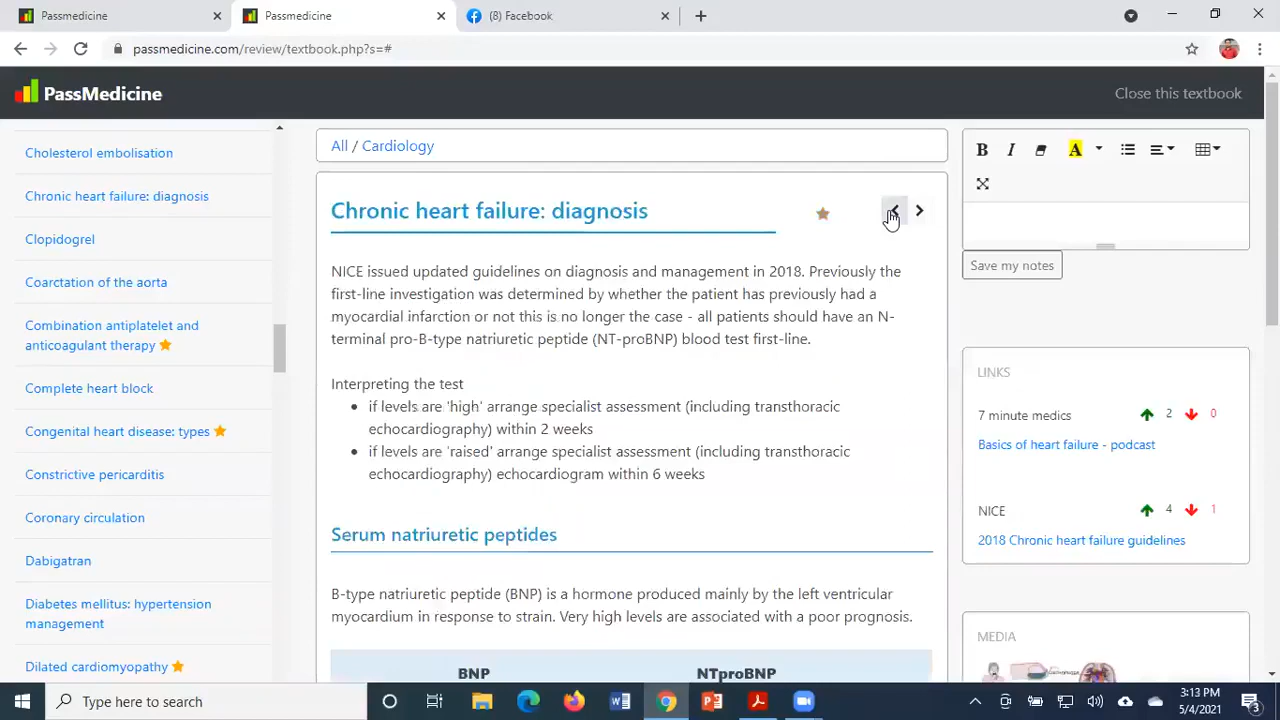 Passmedicine
Passmedicine
(8) Facebook
passmedicine.com/review/textbook.php?s=#
PassMedicine
Close this textbook
Cholesterol embolisation
Chronic heart failure: diagnosis
Clopidogrel
Coarctation of the aorta
Combination antiplatelet and
anticoagulant therapy
Complete heart block
Congenital heart disease: types
Constrictive pericarditis
Coronary circulation
Dabigatran
Diabetes mellitus: hypertension
management
Dilated cardiomyopathy
All / Cardiology
Chronic heart failure: diagnosis
NICE issued updated guidelines on diagnosis and management in 2018. Previously the
first-line investigation was determined by whether the patient has previously had a
myocardial infarction or not this is no longer the case - all patients should have an N-
terminal pro-B-type natriuretic peptide (NT-proBNP) blood test first-line.
Interpreting the test
• if levels are 'high' arrange specialist assessment (including transthoracic
echocardiography) within 2 weeks
• if levels are 'raised' arrange specialist assessment (including transthoracic
echocardiography) echocardiogram within 6 weeks
Serum natriuretic peptides
B-type natriuretic peptide (BNP) is a hormone produced mainly by the left ventricular
myocardium in response to strain. Very high levels are associated with a poor prognosis.
BNP NTproBNP
B I A
Save my notes
LINKS
7 minute medics 2 0
Basics of heart failure - podcast
NICE 4 1
2018 Chronic heart failure guidelines
MEDIA
Type here to search
3:13 PM
5/4/2021
3